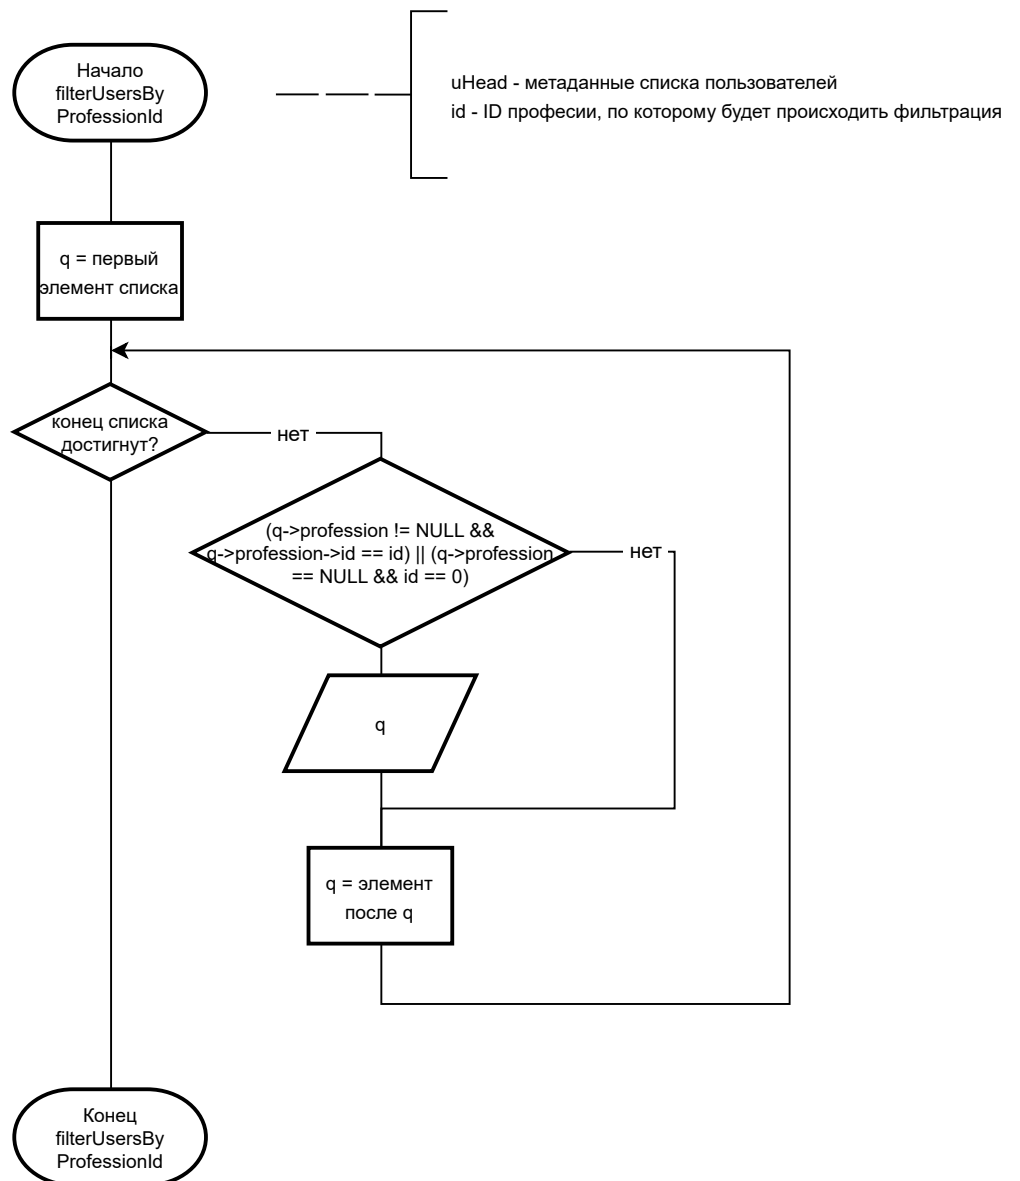 Начало
filterUsersBy
ProfessionId
uHead - метаданные списка пользователей
id - ID професии, по которому будет происходить фильтрация
q = первый
элемент списка
конец списка
достигнут?
нет
(q->profession != NULL &&
q->profession->id == id) || (q->profession
== NULL && id == 0)
нет
q
q = элемент
после q
Конец
filterUsersBy
ProfessionId